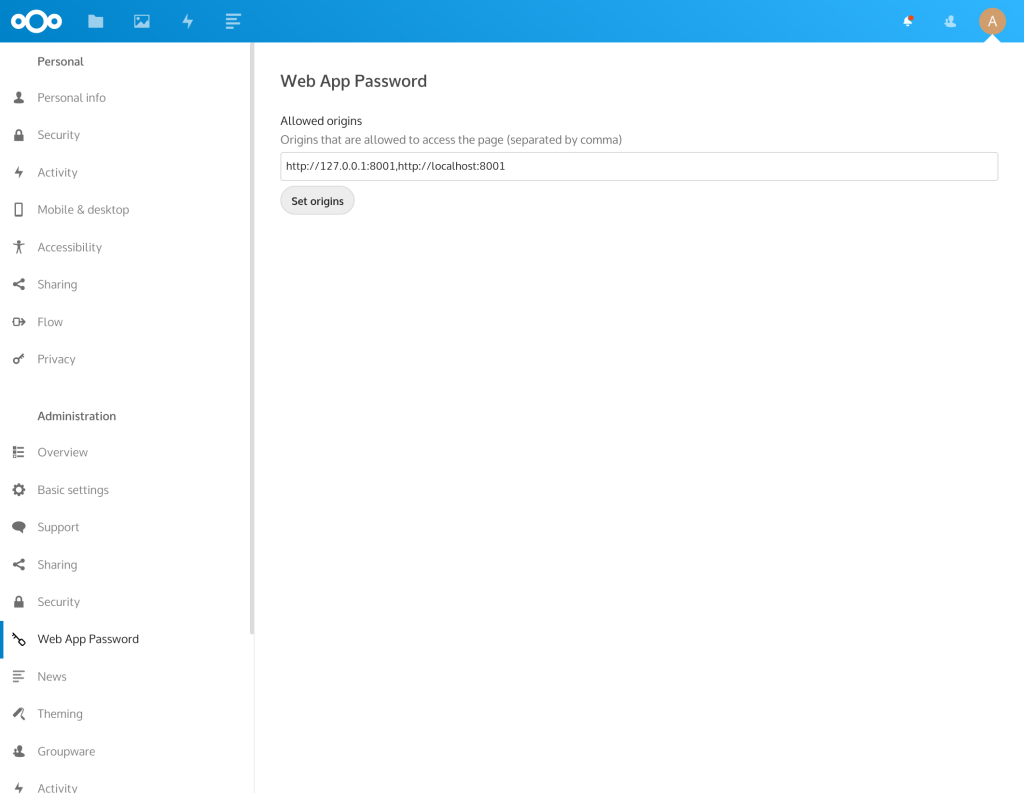 A
Personal
Personal info
Security
Activity
Mobile & desktop
Accessibility
Sharing
Flow
Privacy
Administration
Overview
Basic settings
Support
Sharing
Security
Web App Password
News
Theming
Groupware
Activity
Web App Password
Allowed origins
Origins that are allowed to access the page (separated by comma)
http://127.0.0.1:8001,http://localhost:8001
Set origins